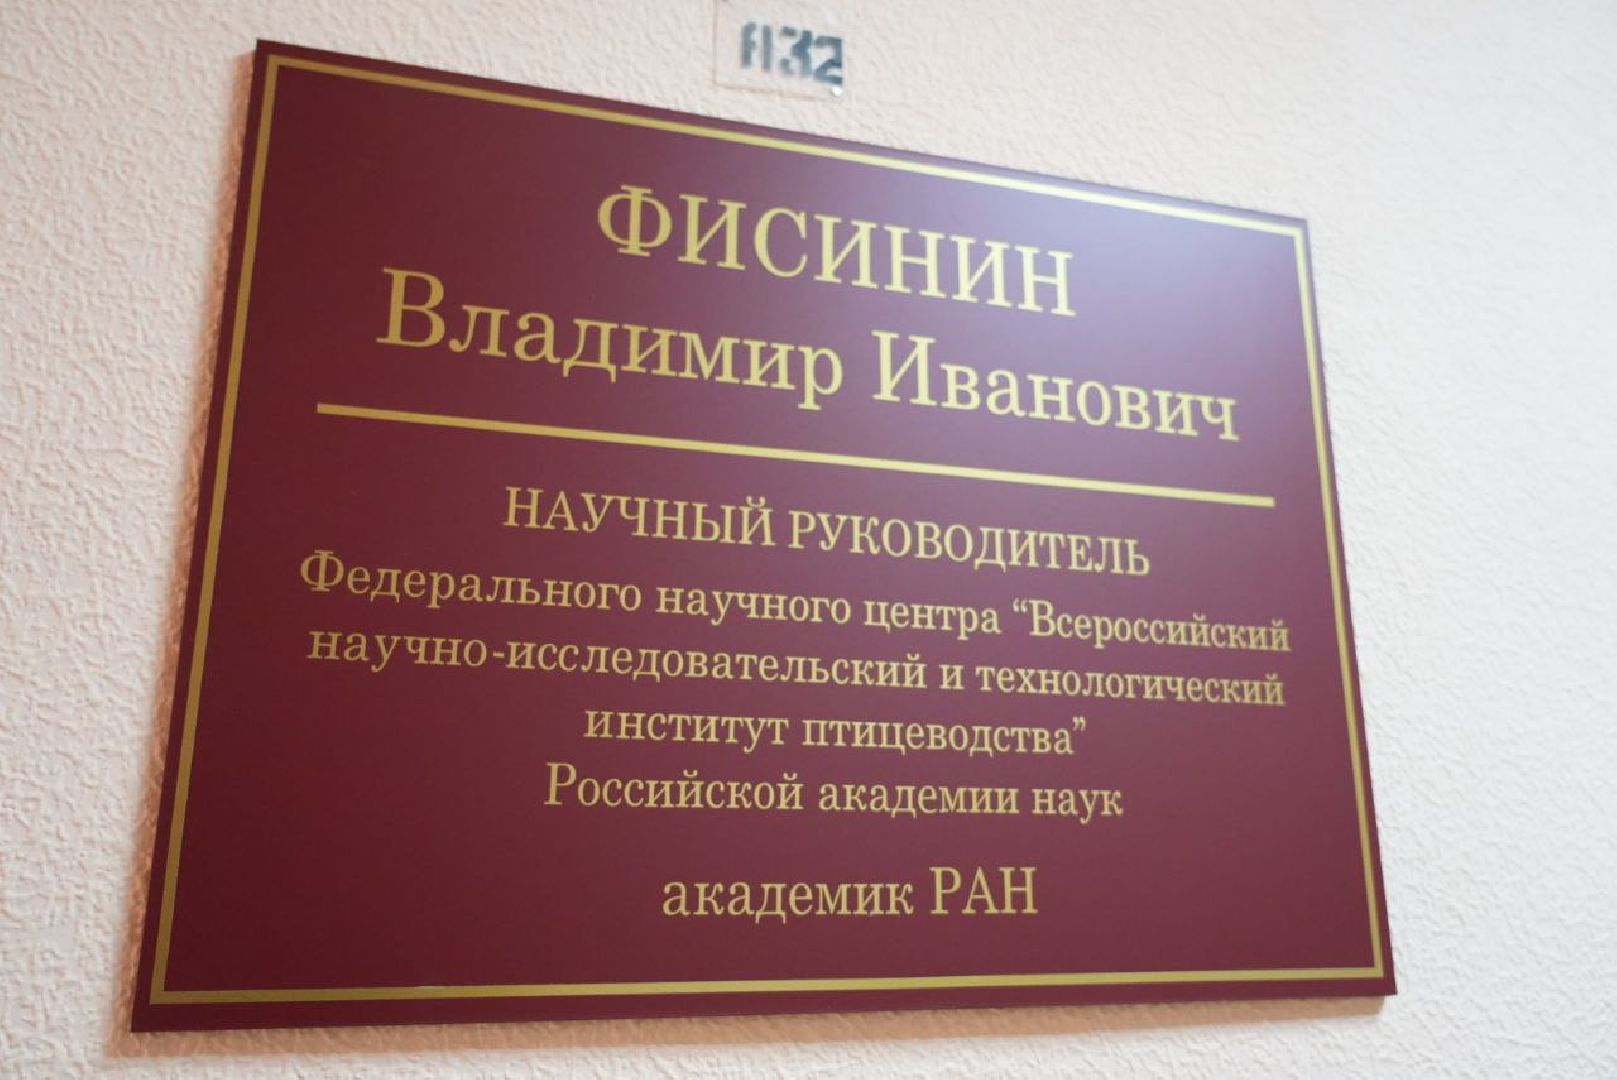 ФИСИНИН
Владимир Иванович
НАУЧНЫЙ РУКОВОДИТЕЛЬ
Федерального научного центра “Всероссийский
научно-исследовательский и технологический
институт птицеводства”
Российской академии наук
академик РАН